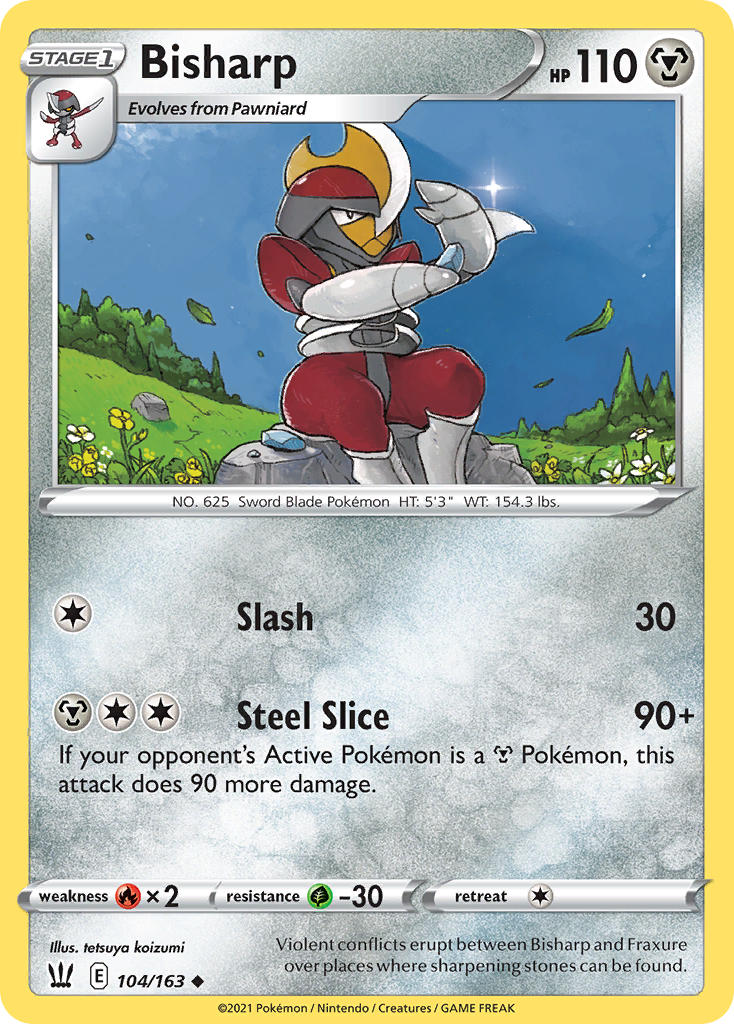 STAGE 1
Bisharp
HP 110
Evolves from Pawniard
NO. 625 Sword Blade Pokémon HT: 5'3" WT: 154.3 lbs.
Slash 30
Steel Slice 90+
If your opponent's Active Pokémon is a Pokémon, this
attack does 90 more damage.
weakness ×2 resistance -30 retreat
Illus. tetsuya koizumi
Violent conflicts erupt between Bisharp and Fraxure
over places where sharpening stones can be found.
E 104/163
©2021 Pokémon / Nintendo / Creatures / GAME FREAK